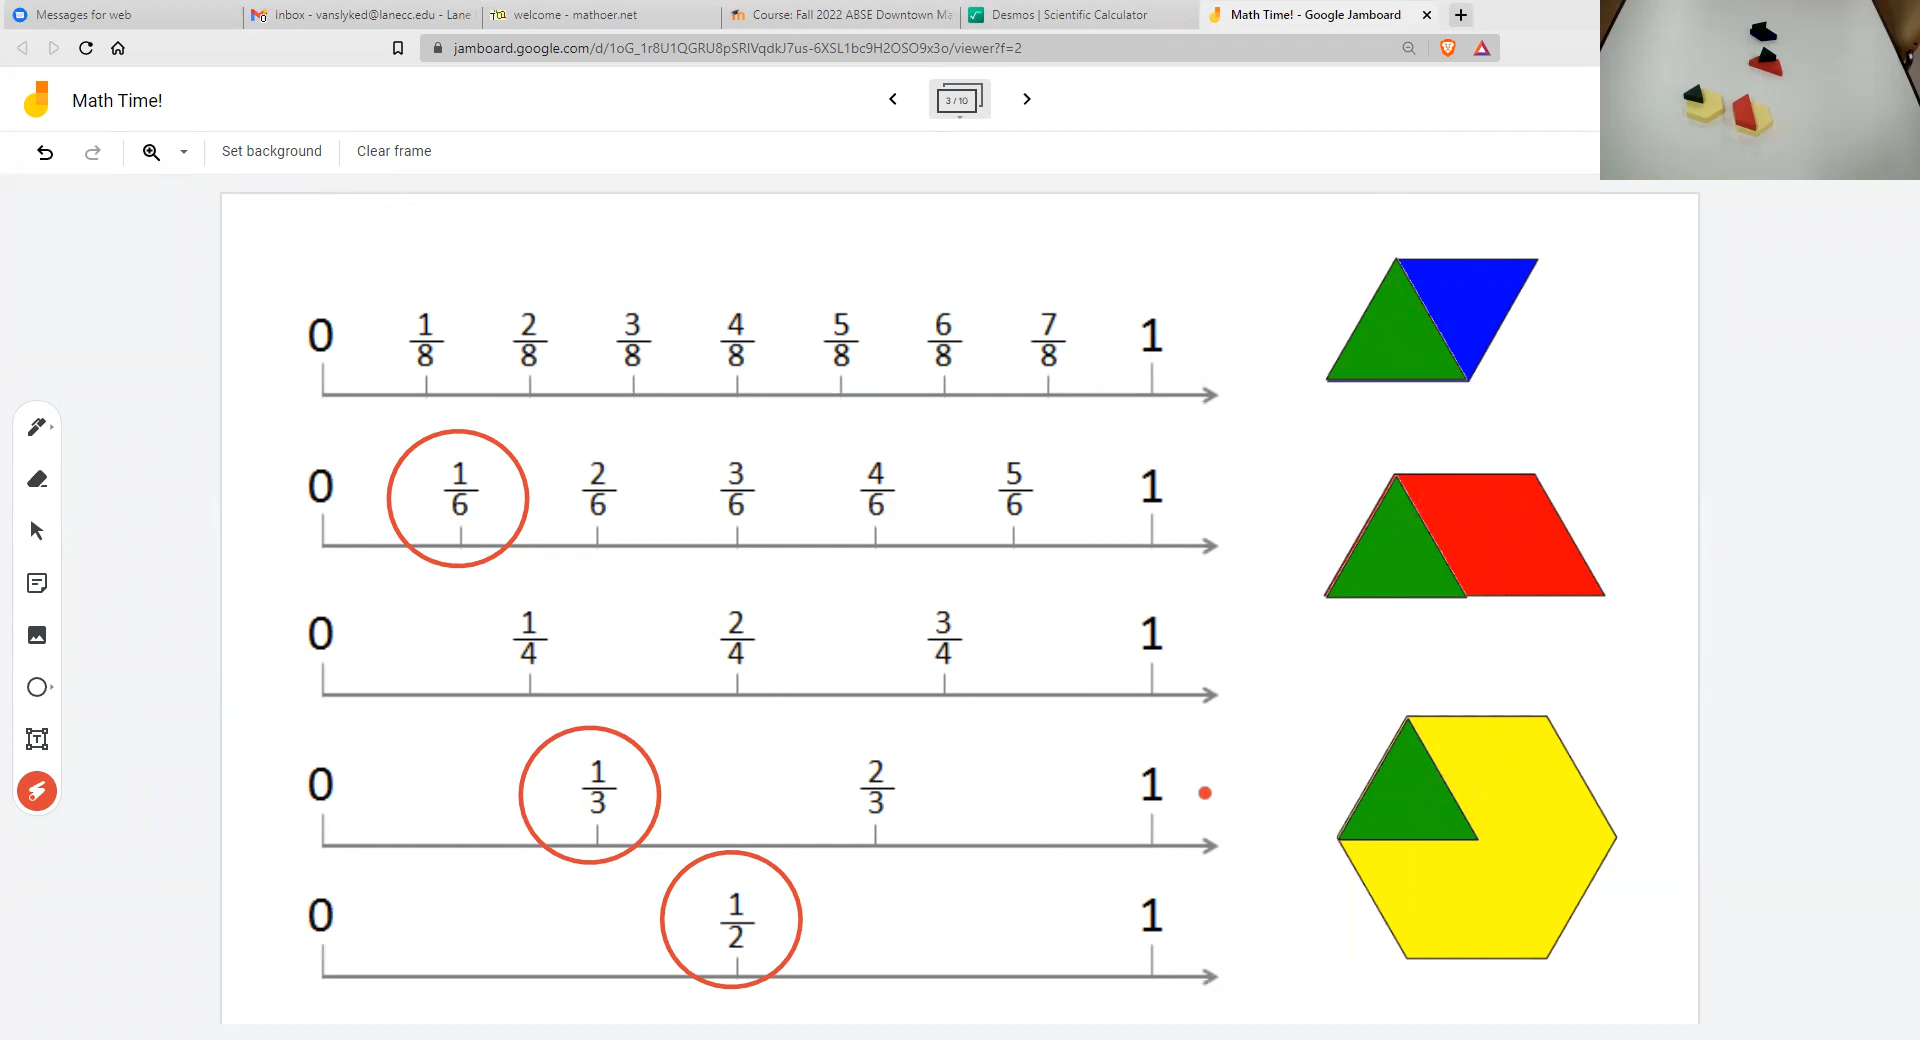 Messages for web
Inbox - vanslyked@lanecc.edu - Lane
welcome - mathoer.net
Course: Fall 2022 ABSE Downtown Ma
Desmos | Scientific Calculator
Math Time! - Google Jamboard
jamboard.google.com/d/1oG_1r8U1QGRU8pSRIVqdkJ7us-6XSL1bc9H2OSO9x3o/viewer?f=2
Math Time!
3 / 10
Set background
Clear frame
0 1/8 2/8 3/8 4/8 5/8 6/8 7/8 1
0 1/6 2/6 3/6 4/6 5/6 1
0 1/4 2/4 3/4 1
0 1/3 2/3 1
0 1/2 1